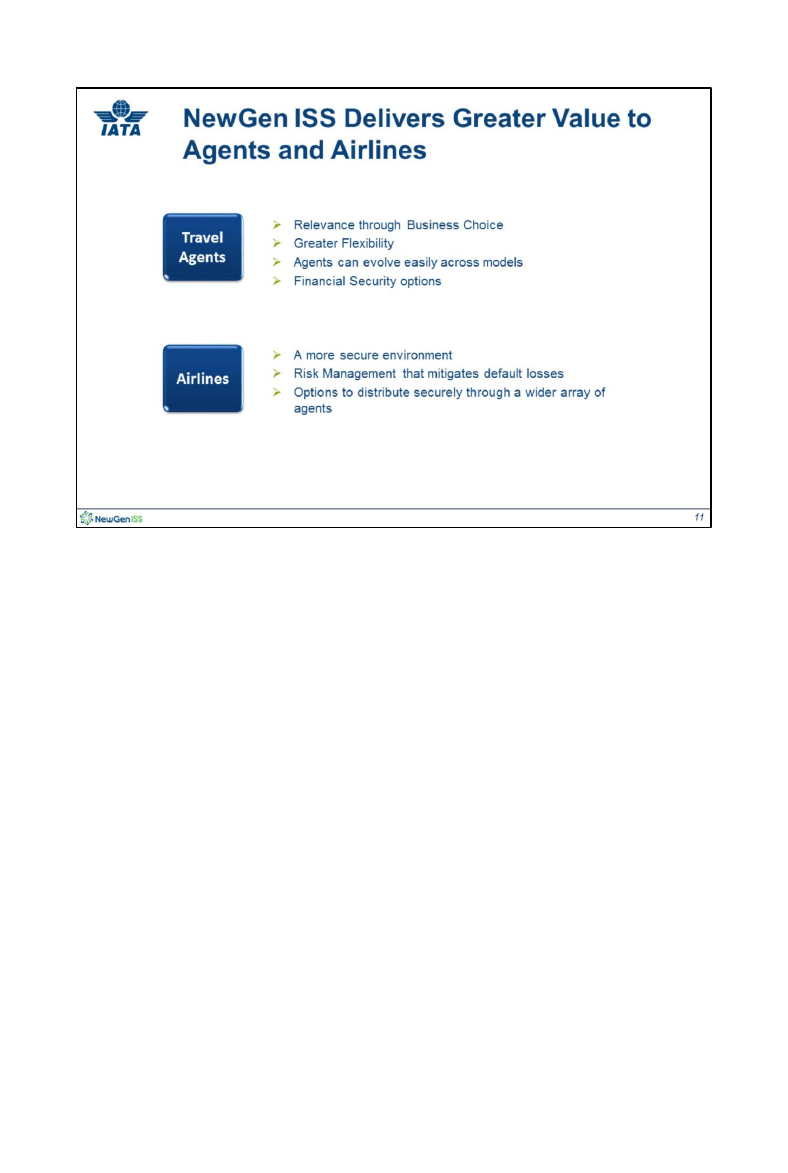 IATA
NewGen ISS Delivers Greater Value to
Agents and Airlines
Travel
Agents
Relevance through Business Choice
Greater Flexibility
Agents can evolve easily across models
Financial Security options
Airlines
A more secure environment
Risk Management that mitigates default losses
Options to distribute securely through a wider array of
agents
NewGen ISS
11